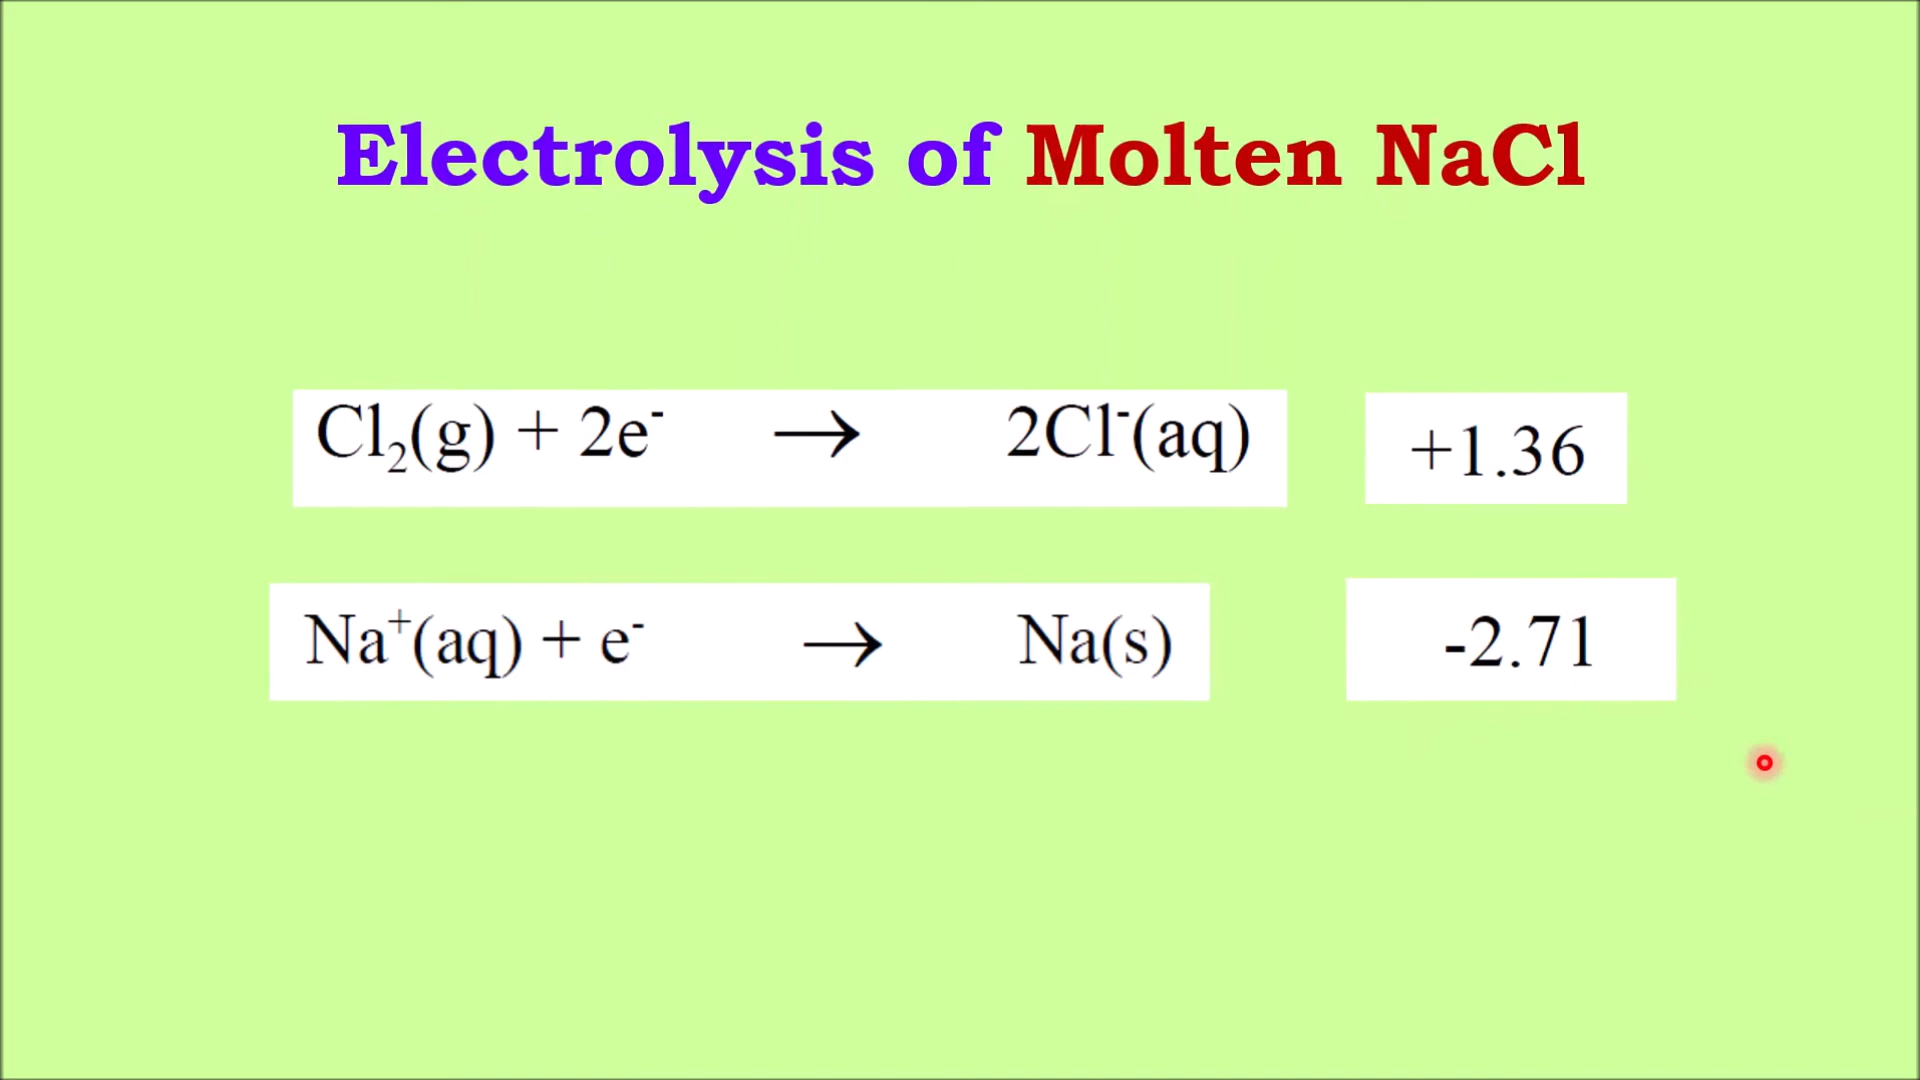 Electrolysis of Molten NaCl
Cl₂(g) + 2e⁻ → 2Cl⁻(aq) +1.36
Na⁺(aq) + e⁻ → Na(s) -2.71